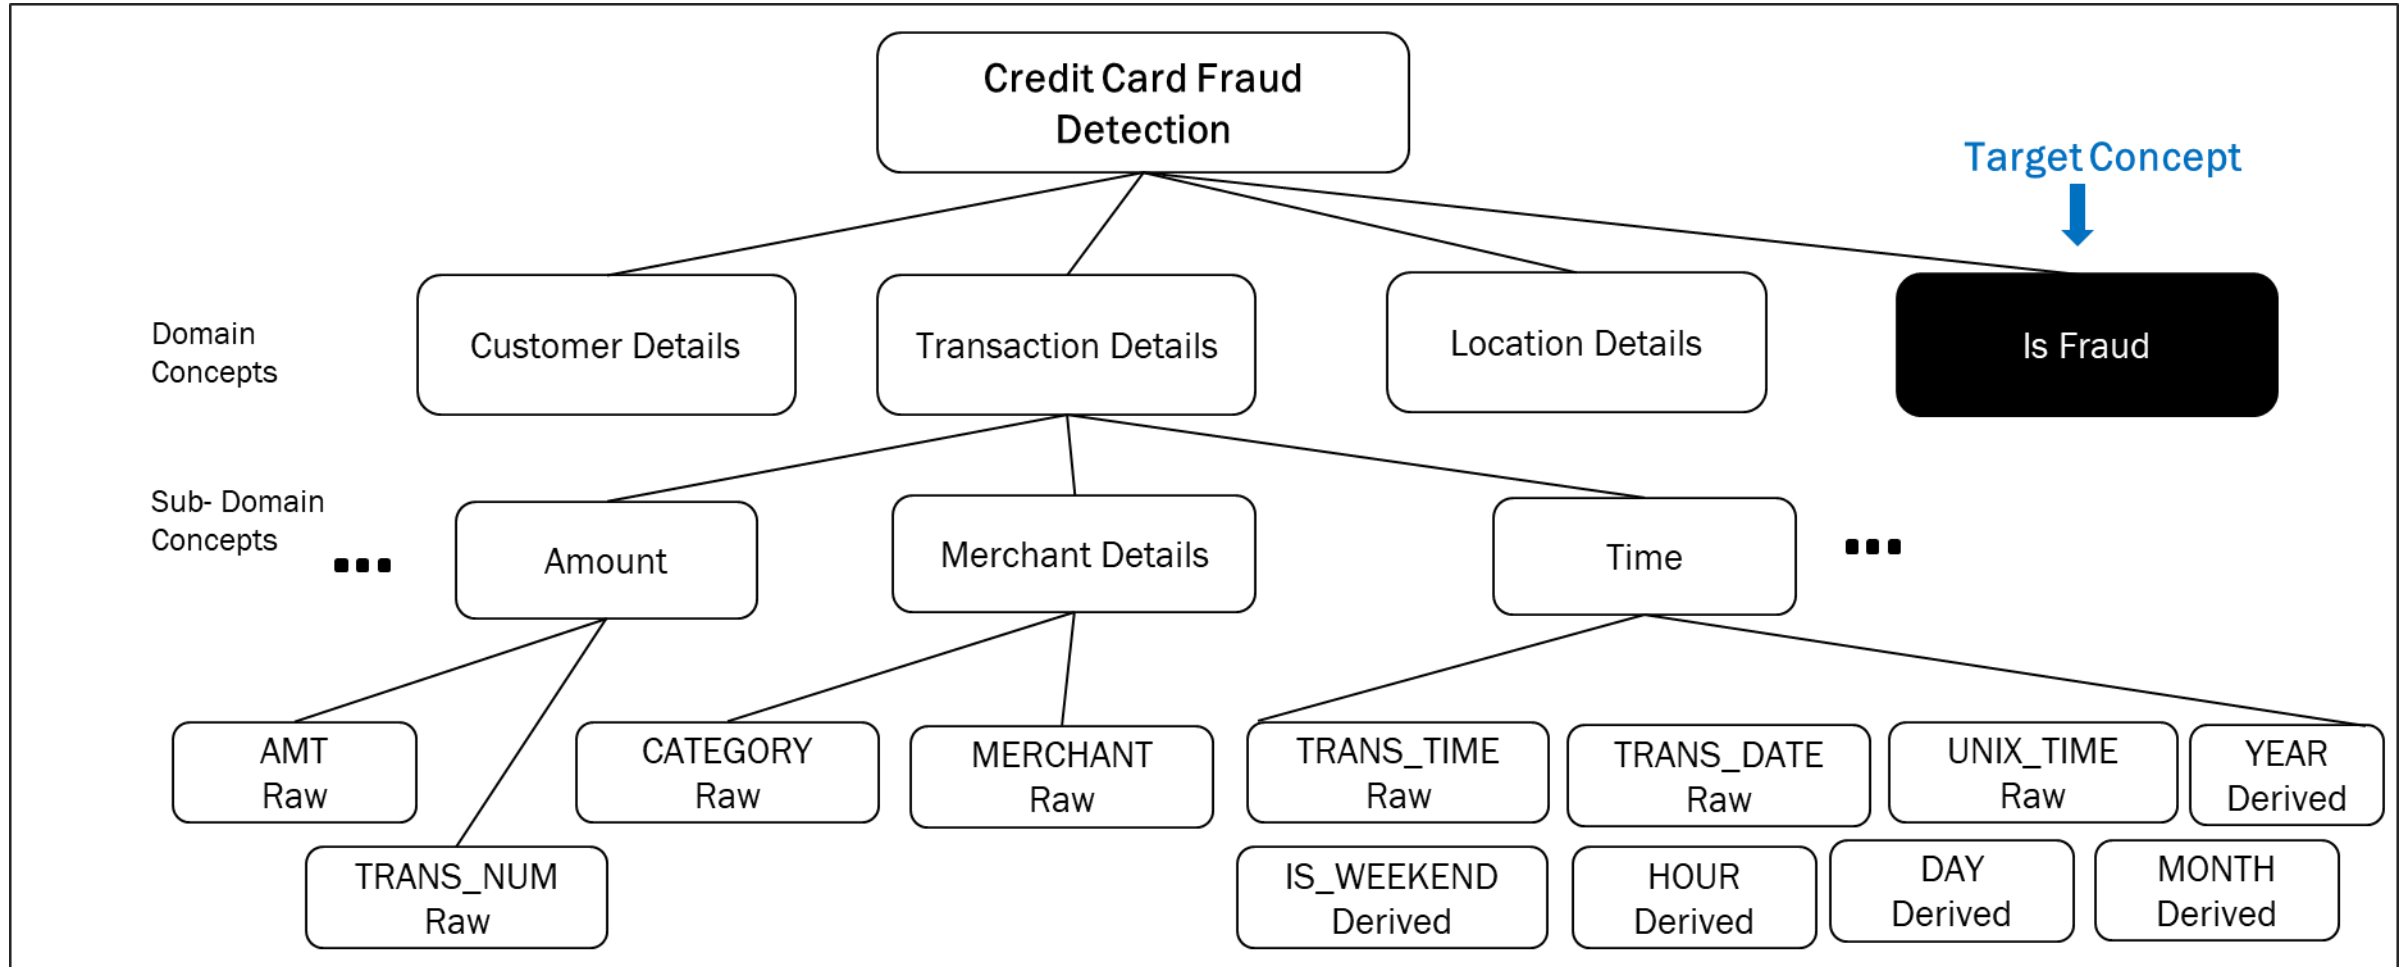 Credit Card Fraud
Detection
Target Concept
Domain
Concepts
Customer Details
Transaction Details
Location Details
Is Fraud
Sub- Domain
Concepts
...
Amount
Merchant Details
Time
...
AMT
Raw
CATEGORY
Raw
MERCHANT
Raw
TRANS_TIME
Raw
TRANS_DATE
Raw
UNIX_TIME
Raw
YEAR
Derived
TRANS_NUM
Raw
IS_WEEKEND
Derived
HOUR
Derived
DAY
Derived
MONTH
Derived